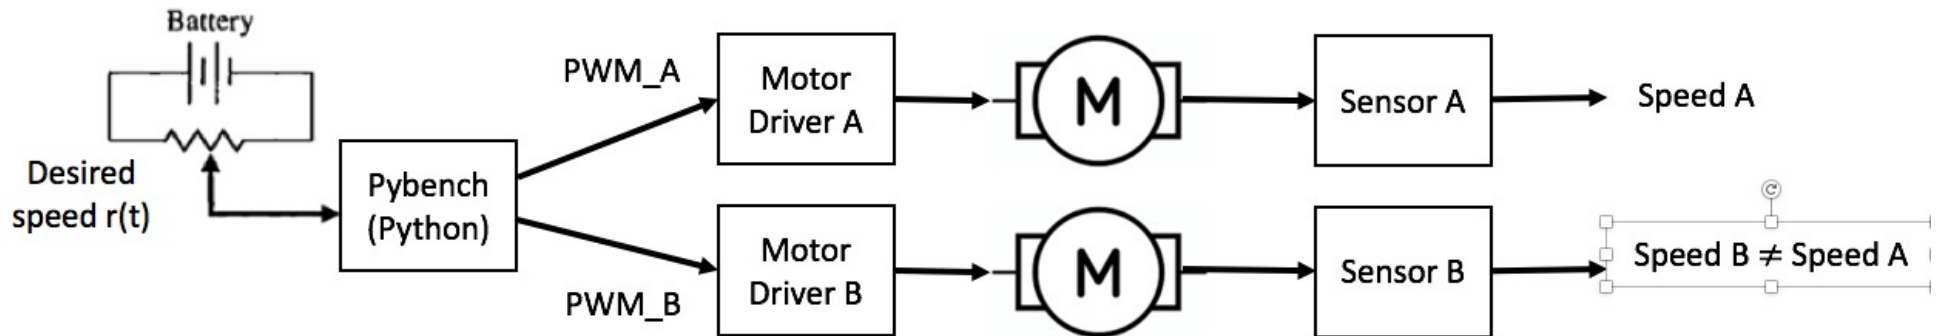 Battery
Desired
speed r(t)
Pybench
(Python)
PWM_A
Motor
Driver A
M
Sensor A
Speed A
PWM_B
Motor
Driver B
M
Sensor B
Speed B ≠ Speed A